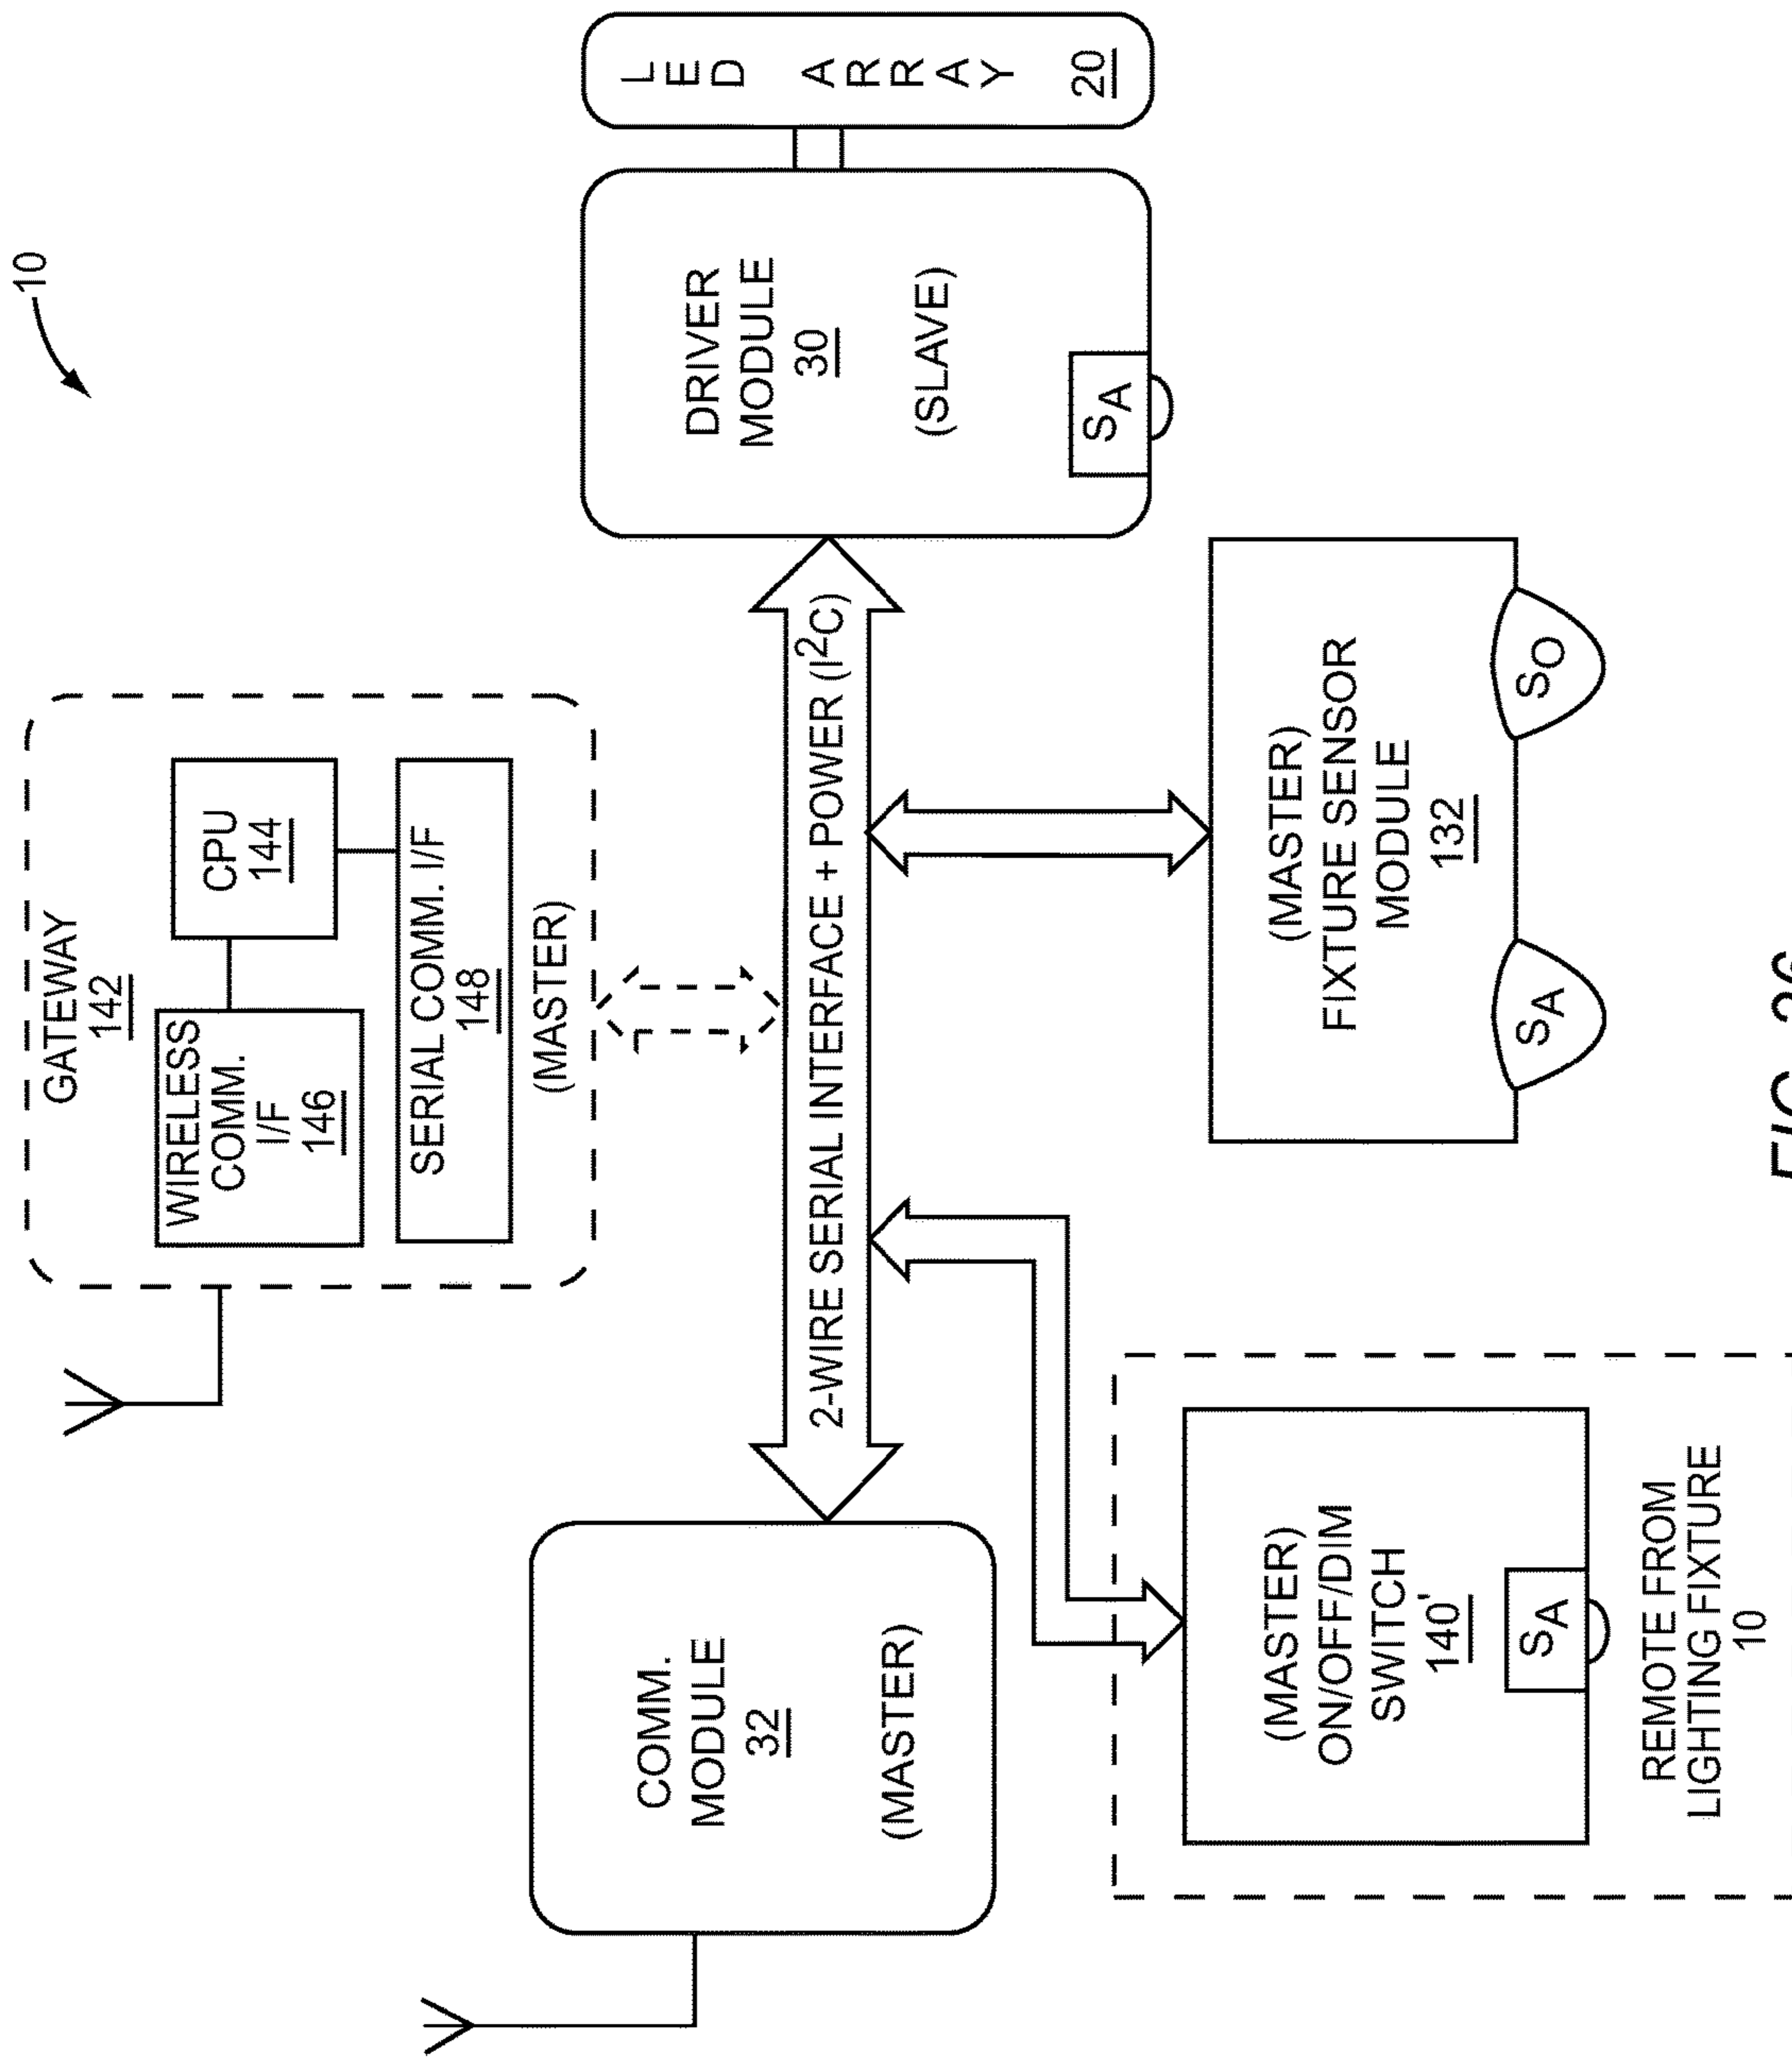 10
GATEWAY
142
WIRELESS
COMM.
I/F
146
CPU
144
SERIAL COMM. I/F
148
(MASTER)
COMM.
MODULE
32
(MASTER)
2-WIRE SERIAL INTERFACE + POWER (I²C)
DRIVER
MODULE
30
(SLAVE)
SA
LED ARRAY
20
(MASTER)
ON/OFF/DIM
SWITCH
140'
SA
REMOTE FROM
LIGHTING FIXTURE
10
(MASTER)
FIXTURE SENSOR
MODULE
132
SA
SO